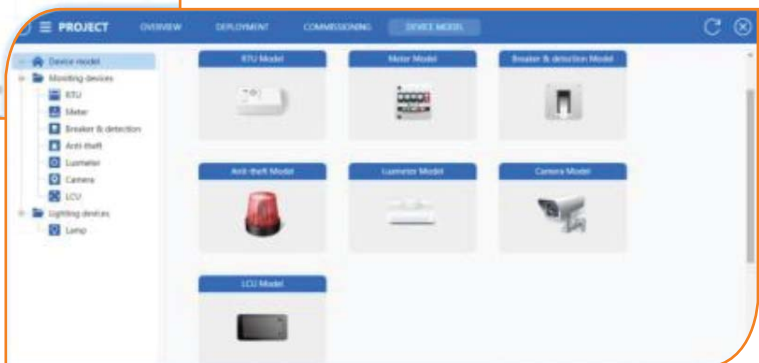 PROJECT OVERVIEW DEPLOYMENT COMMISSIONING DEVICE MODEL
Device model
Moniting devices
RTU
Meter
Breaker & detection
Anti-theft
Luxmeter
Camera
LCU
Lighting devices
Lamp
RTU Model Meter Model Breaker & detection Model
Anti-theft Model Luxmeter Model Camera Model
LCU Model